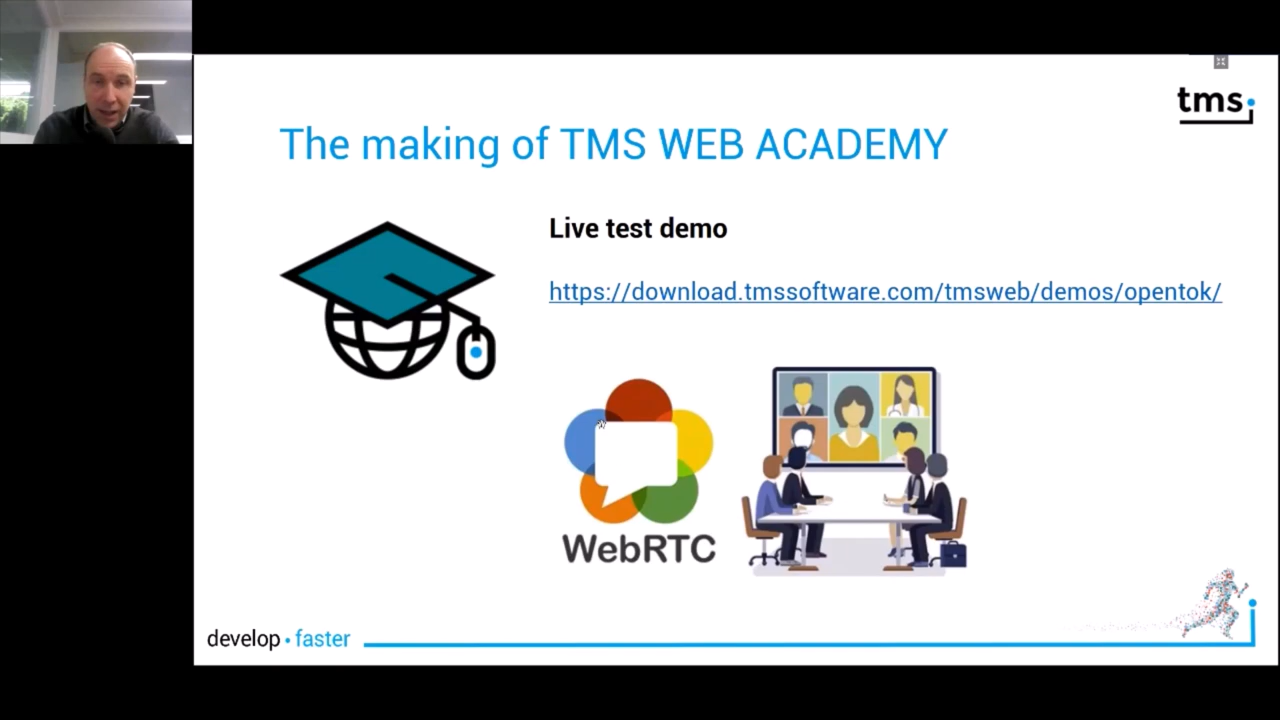 tms
The making of TMS WEB ACADEMY
Live test demo
https://download.tmssoftware.com/tmsweb/demos/opentok/
WebRTC
develop • faster